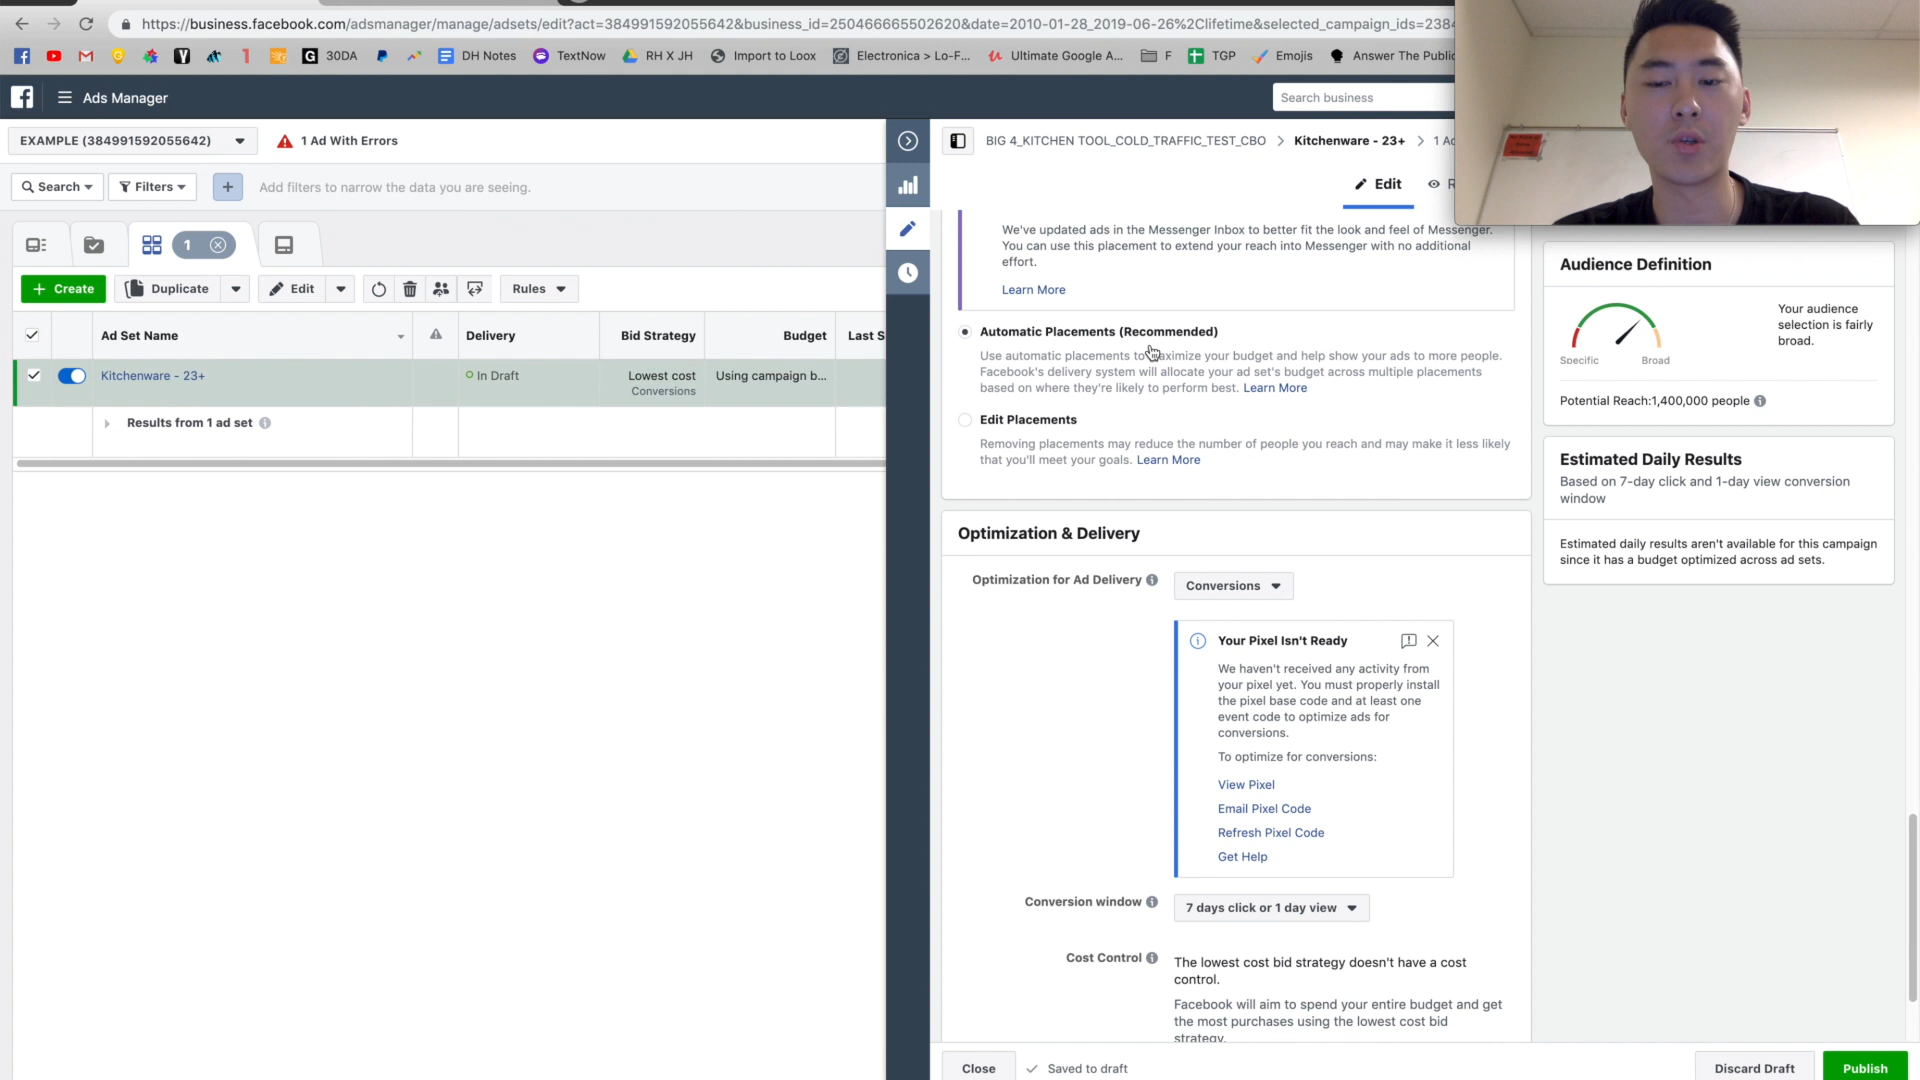 https://business.facebook.com/adsmanager/manage/adsets/edit?act=384991592055642&business_id=250466665502620&date=2010-01-28_2019-06-26%2Clifetime&selected_campaign_ids=2384
30DA
DH Notes
TextNow
RH X JH
Import to Loox
Electronica > Lo-F...
Ultimate Google A...
F
TGP
Emojis
Answer The Public
Ads Manager
Search business
EXAMPLE (384991592055642)
1 Ad With Errors
BIG 4_KITCHEN TOOL_COLD_TRAFFIC_TEST_CBO
Kitchenware - 23+
1 Ad
Search
Filters
Add filters to narrow the data you are seeing.
Edit
R
1
Create
Duplicate
Edit
Rules
Ad Set Name
Delivery
Bid Strategy
Budget
Last S
Kitchenware - 23+
In Draft
Lowest cost
Conversions
Using campaign b...
Results from 1 ad set
We've updated ads in the Messenger Inbox to better fit the look and feel of Messenger.
You can use this placement to extend your reach into Messenger with no additional
effort.
Learn More
Automatic Placements (Recommended)
Use automatic placements to maximize your budget and help show your ads to more people.
Facebook's delivery system will allocate your ad set's budget across multiple placements
based on where they're likely to perform best. Learn More
Edit Placements
Removing placements may reduce the number of people you reach and may make it less likely
that you'll meet your goals. Learn More
Optimization & Delivery
Optimization for Ad Delivery
Conversions
Your Pixel Isn't Ready
We haven't received any activity from
your pixel yet. You must properly install
the pixel base code and at least one
event code to optimize ads for
conversions.
To optimize for conversions:
View Pixel
Email Pixel Code
Refresh Pixel Code
Get Help
Conversion window
7 days click or 1 day view
Cost Control
The lowest cost bid strategy doesn't have a cost
control.
Facebook will aim to spend your entire budget and get
the most purchases using the lowest cost bid
strategy.
Close
Saved to draft
Discard Draft
Publish
Audience Definition
Specific
Broad
Your audience
selection is fairly
broad.
Potential Reach:1,400,000 people
Estimated Daily Results
Based on 7-day click and 1-day view conversion
window
Estimated daily results aren't available for this campaign
since it has a budget optimized across ad sets.